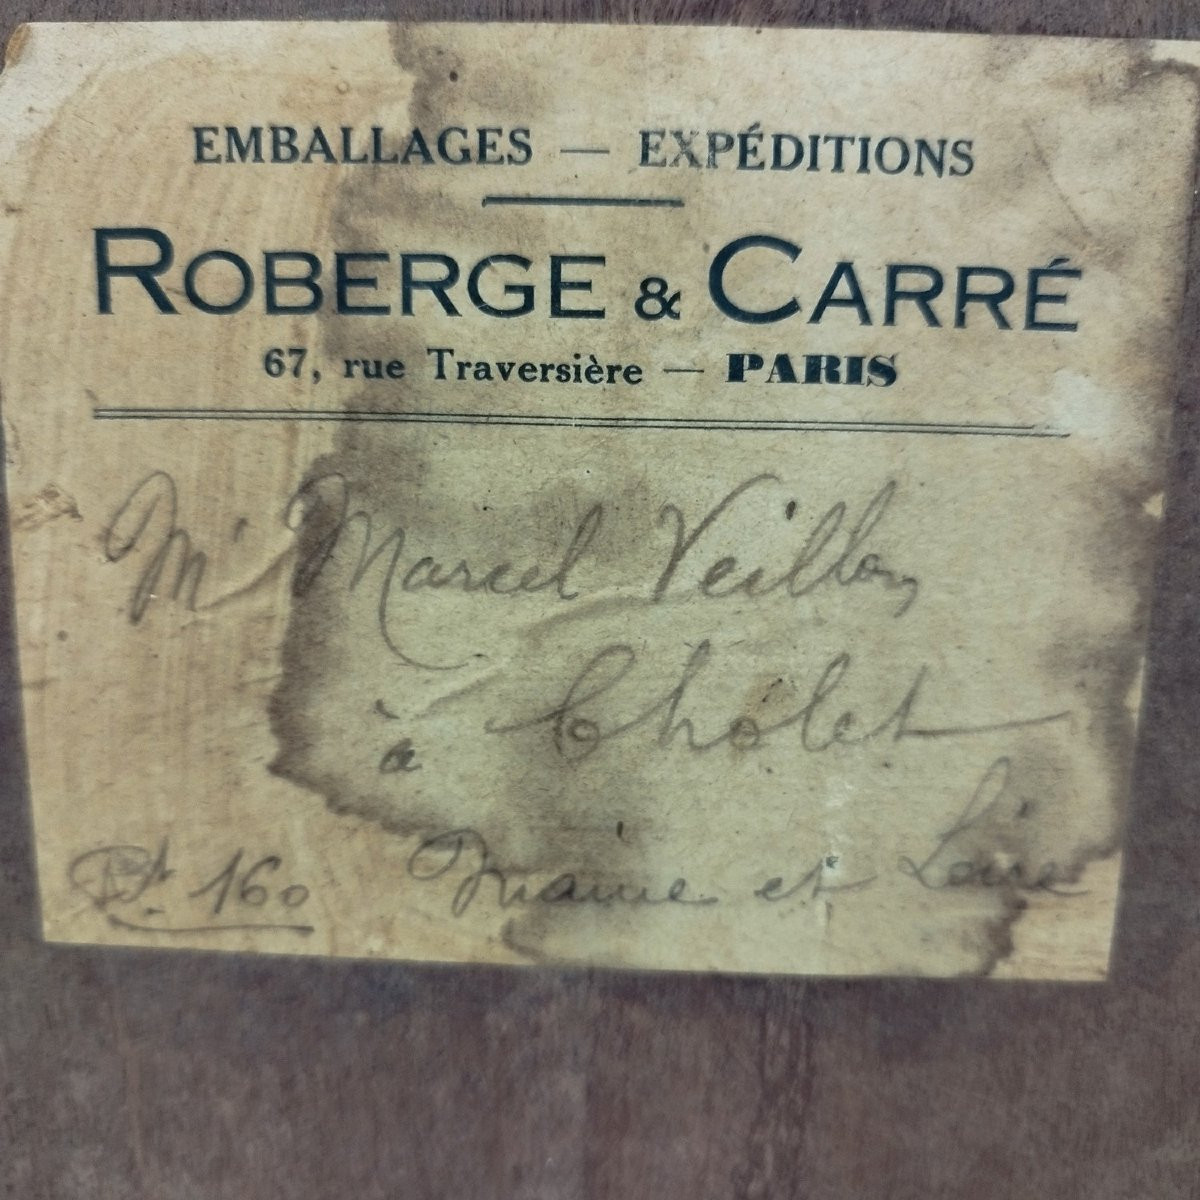 EMBALLAGES — EXPÉDITIONS
ROBERGE & CARRÉ
67, rue Traversière — PARIS
Mr Marcel Veillon
à Cholet
160 Maine et Loire